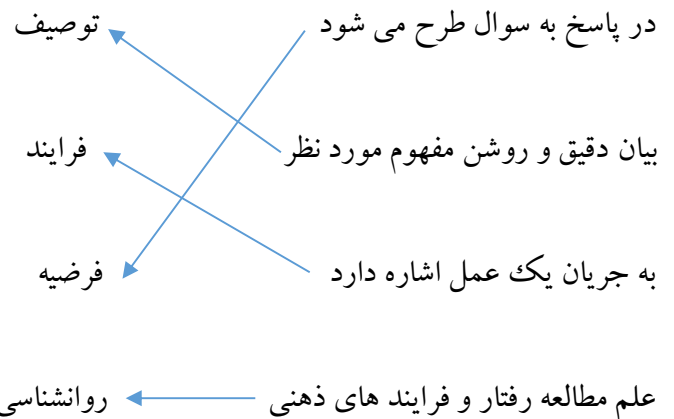 در پاسخ به سوال طرح می شود توصیف
بیان دقیق و روشن مفهوم مورد نظر فرایند
به جریان یک عمل اشاره دارد فرضیه
علم مطالعه رفتار و فرایند های ذهنی روانشناسی